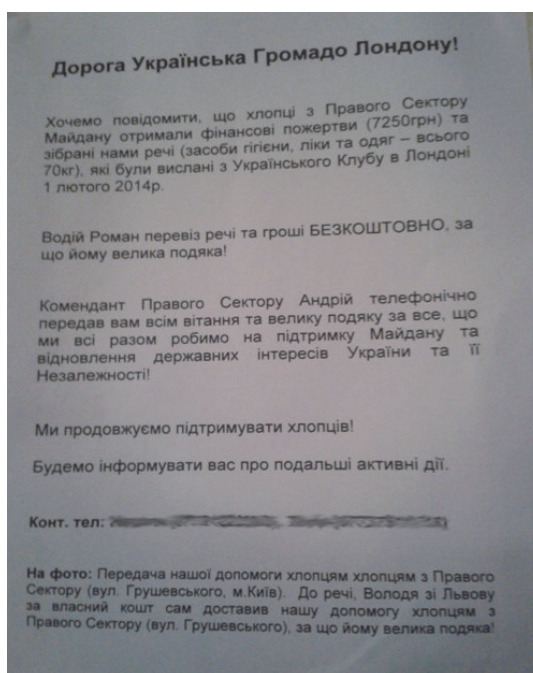 Дорога Українська Громадо Лондону!
Хочемо повідомити, що хлопці з Правого Сектору
Майдану отримали фінансові пожертви (7250грн) та
зібрані нами речі (засоби гігієни, ліки та одяг – всього
70кг), які були вислані з Українського Клубу в Лондоні
1 лютого 2014р.
Водій Роман перевіз речі та гроші БЕЗКОШТОВНО, за
що йому велика подяка!
Комендант Правого Сектору Андрій телефонічно
передав вам всім вітання та велику подяку за все, що
ми всі разом робимо на підтримку Майдану та
відновлення державних інтересів України та її
Незалежності!
Ми продовжуємо підтримувати хлопців!
Будемо інформувати вас про подальші активні дії.
Конт. тел:
На фото: Передача нашої допомоги хлопцям хлопцям з Правого
Сектору (вул. Грушевського, м.Київ). До речі, Володя зі Львову
за власний кошт сам доставив нашу допомогу хлопцям з
Правого Сектору (вул. Грушевського), за що йому велика подяка!